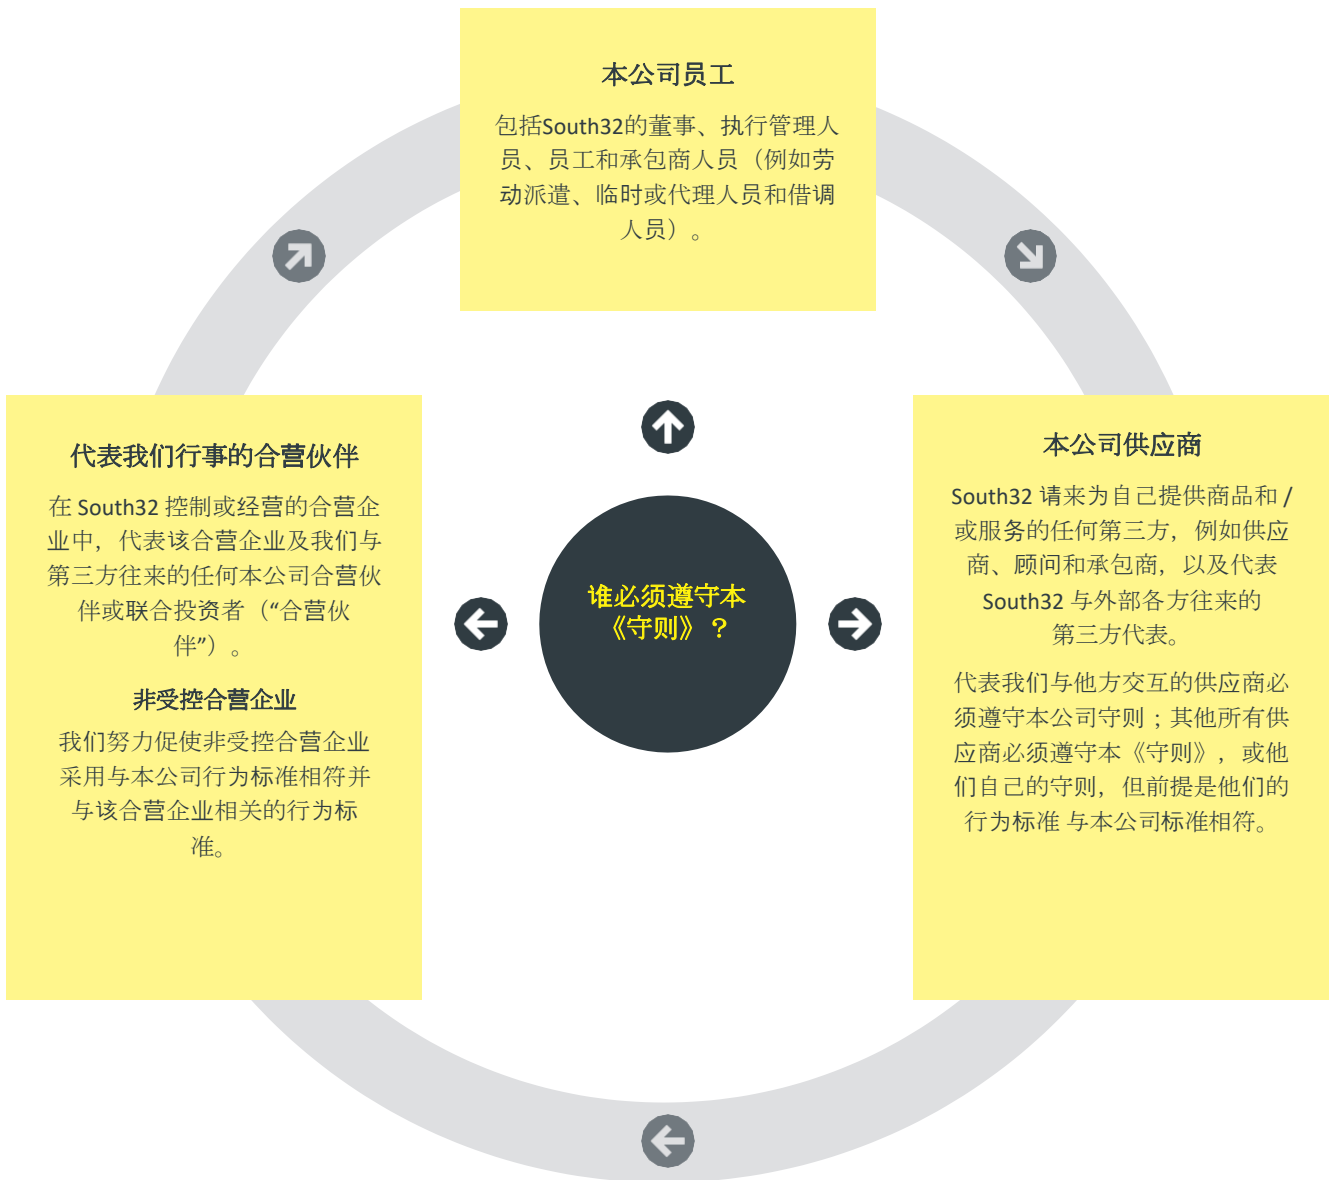 本公司员工
包括South32的董事、执行管理人
员、员工和承包商人员（例如劳
动派遣、临时或代理人员和借调
人员）。
代表我们行事的合营伙伴
在 South32 控制或经营的合营企
业中，代表该合营企业及我们与
第三方往来的任何本公司合营伙
伴或联合投资者（“合营伙
伴”）。
非受控合营企业
我们努力促使非受控合营企业
采用与本公司行为标准相符并
与该合营企业相关的行为标
准。
谁必须遵守本
《守则》？
本公司供应商
South32 请来为自己提供商品和 /
或服务的任何第三方，例如供应
商、顾问和承包商，以及代表
South32 与外部各方往来的
第三方代表。
代表我们与他方交互的供应商必
须遵守本公司守则；其他所有供
应商必须遵守本《守则》，或他
们自己的守则，但前提是他们的
行为标准 与本公司标准相符。